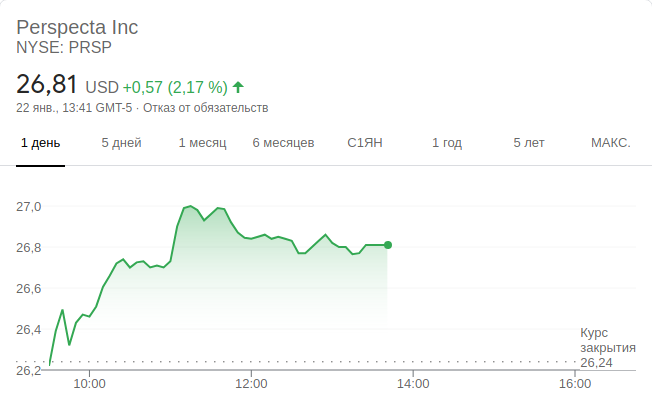 Perspecta Inc
NYSE: PRSP
26,81 USD +0,57 (2,17 %)
22 янв., 13:41 GMT-5 · Отказ от обязательств
1 день 5 дней 1 месяц 6 месяцев С1ЯН 1 год 5 лет МАКС.
27,0
26,8
26,6
26,4
Курс
закрытия
26,24
26,2
10:00 12:00 14:00 16:00